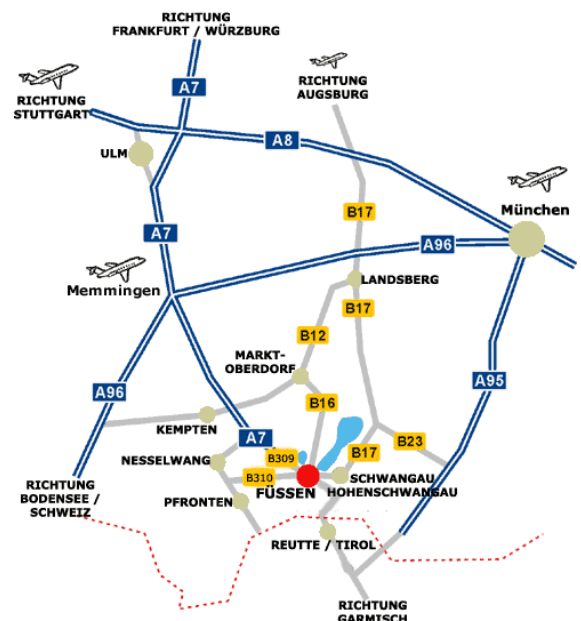 RICHTUNG
FRANKFURT / WÜRZBURG
RICHTUNG
AUGSBURG
RICHTUNG
STUTTGART
A7
A8
ULM
B17
München
A7
A96
Memmingen
LANDSBERG
B17
B12
MARKT-
OBERDORF
A96
A95
B16
KEMPTEN
A7
B23
B309
B17
NESSELWANG
B310
SCHWANGAU
HOHENSCHWANGAU
FÜSSEN
PFRONTEN
RICHTUNG
BODENSEE /
SCHWEIZ
REUTTE / TIROL
RICHTUNG
GARMISCH